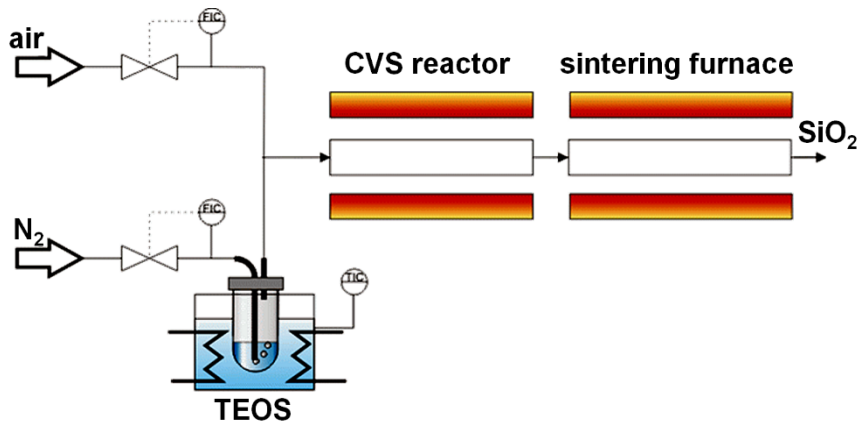 FIC
air
CVS reactor
sintering furnace
SiO₂
FIC
N₂
TIC
TEOS